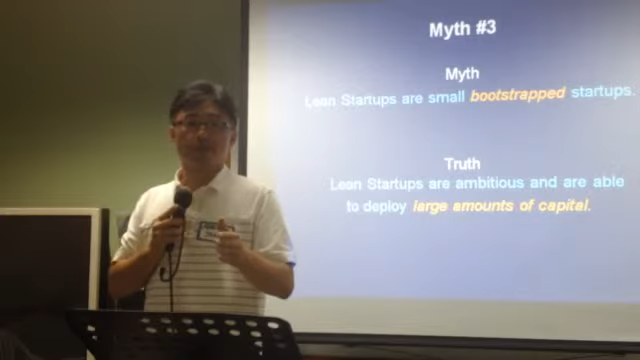 Myth #3
Myth
Lean Startups are small bootstrapped startups.
Truth
Lean Startups are ambitious and are able
to deploy large amounts of capital.